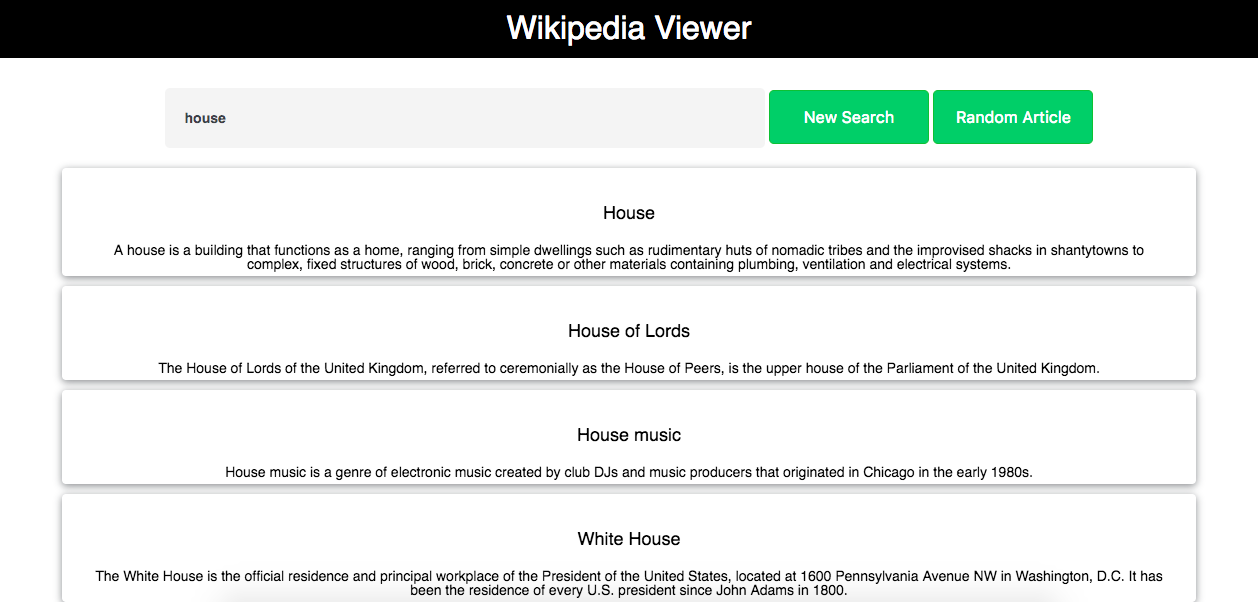 Wikipedia Viewer
house
New Search
Random Article
House
A house is a building that functions as a home, ranging from simple dwellings such as rudimentary huts of nomadic tribes and the improvised shacks in shantytowns to
complex, fixed structures of wood, brick, concrete or other materials containing plumbing, ventilation and electrical systems.
House of Lords
The House of Lords of the United Kingdom, referred to ceremonially as the House of Peers, is the upper house of the Parliament of the United Kingdom.
House music
House music is a genre of electronic music created by club DJs and music producers that originated in Chicago in the early 1980s.
White House
The White House is the official residence and principal workplace of the President of the United States, located at 1600 Pennsylvania Avenue NW in Washington, D.C. It has
been the residence of every U.S. president since John Adams in 1800.